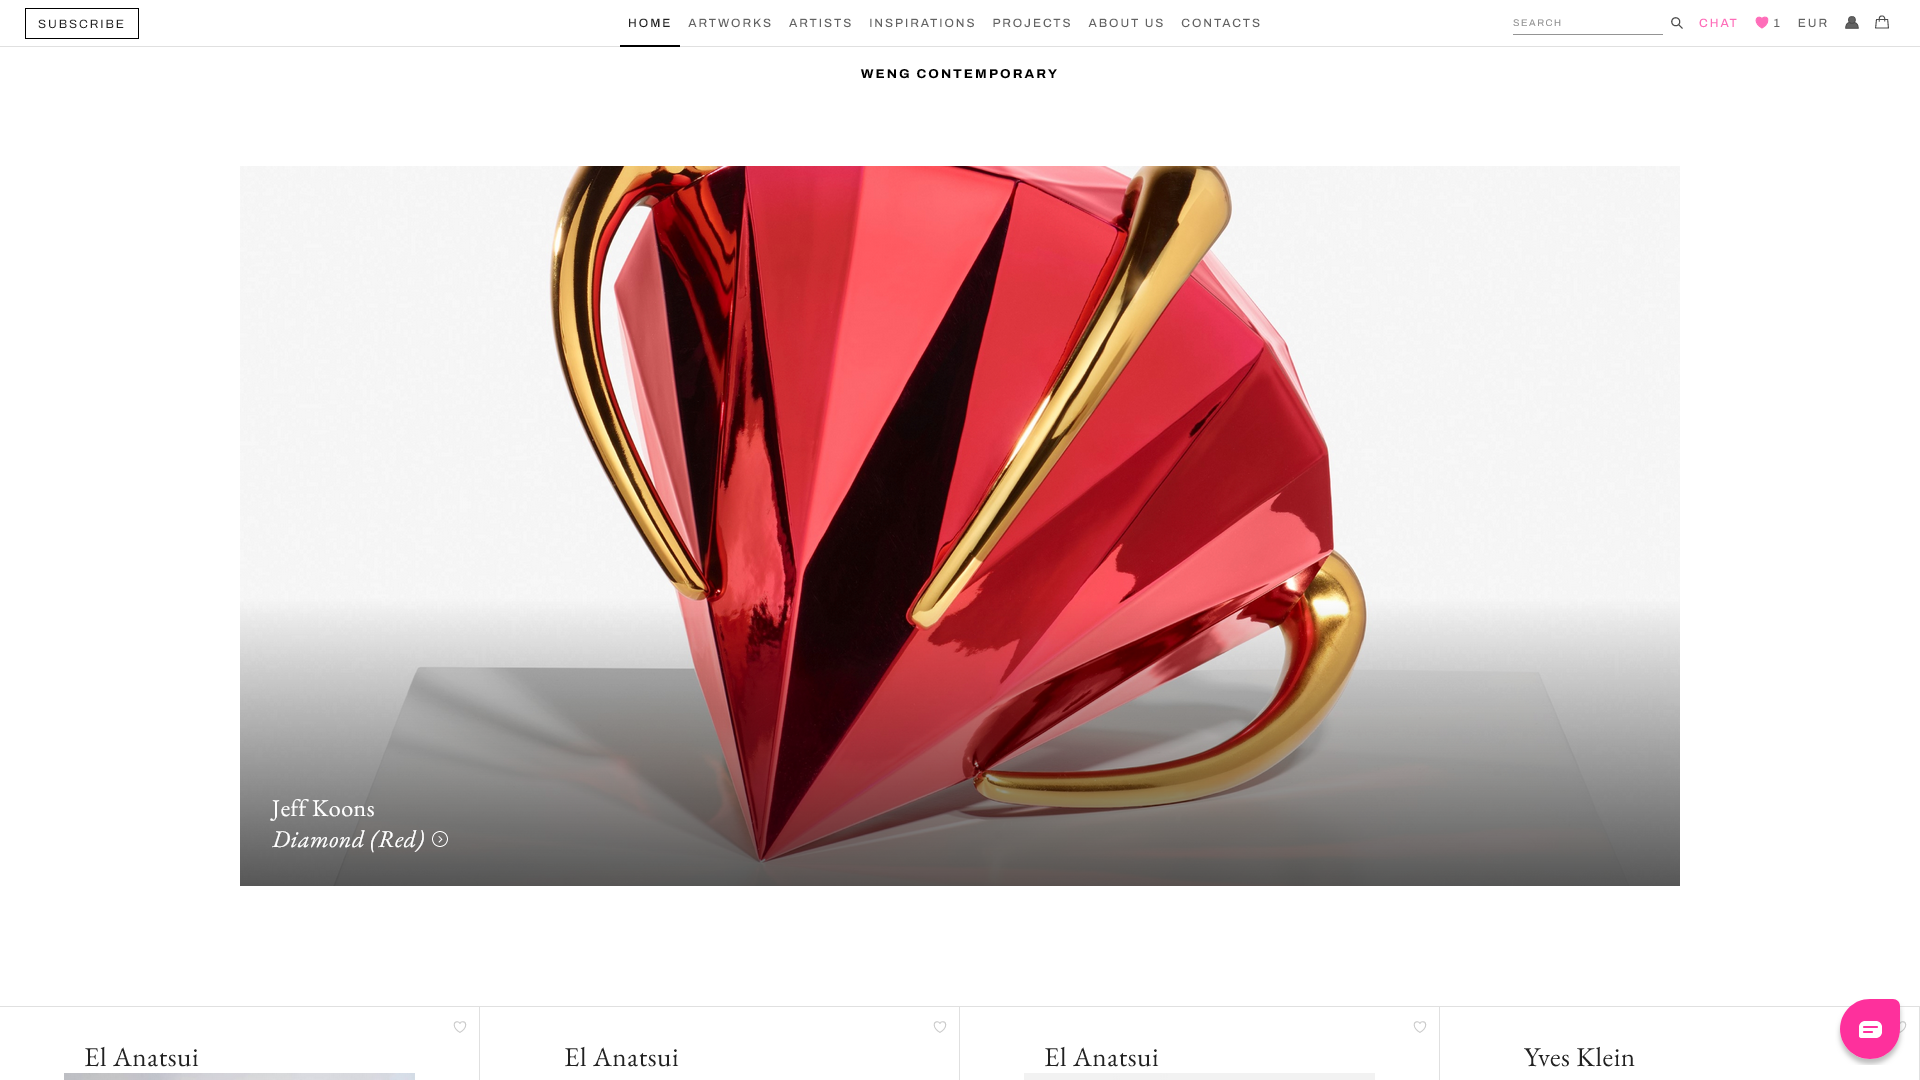 SUBSCRIBE
HOME ARTWORKS ARTISTS INSPIRATIONS PROJECTS ABOUT US CONTACTS
SEARCH CHAT 1 EUR
WENG CONTEMPORARY
Jeff Koons
Diamond (Red)
El Anatsui
El Anatsui
El Anatsui
Yves Klein